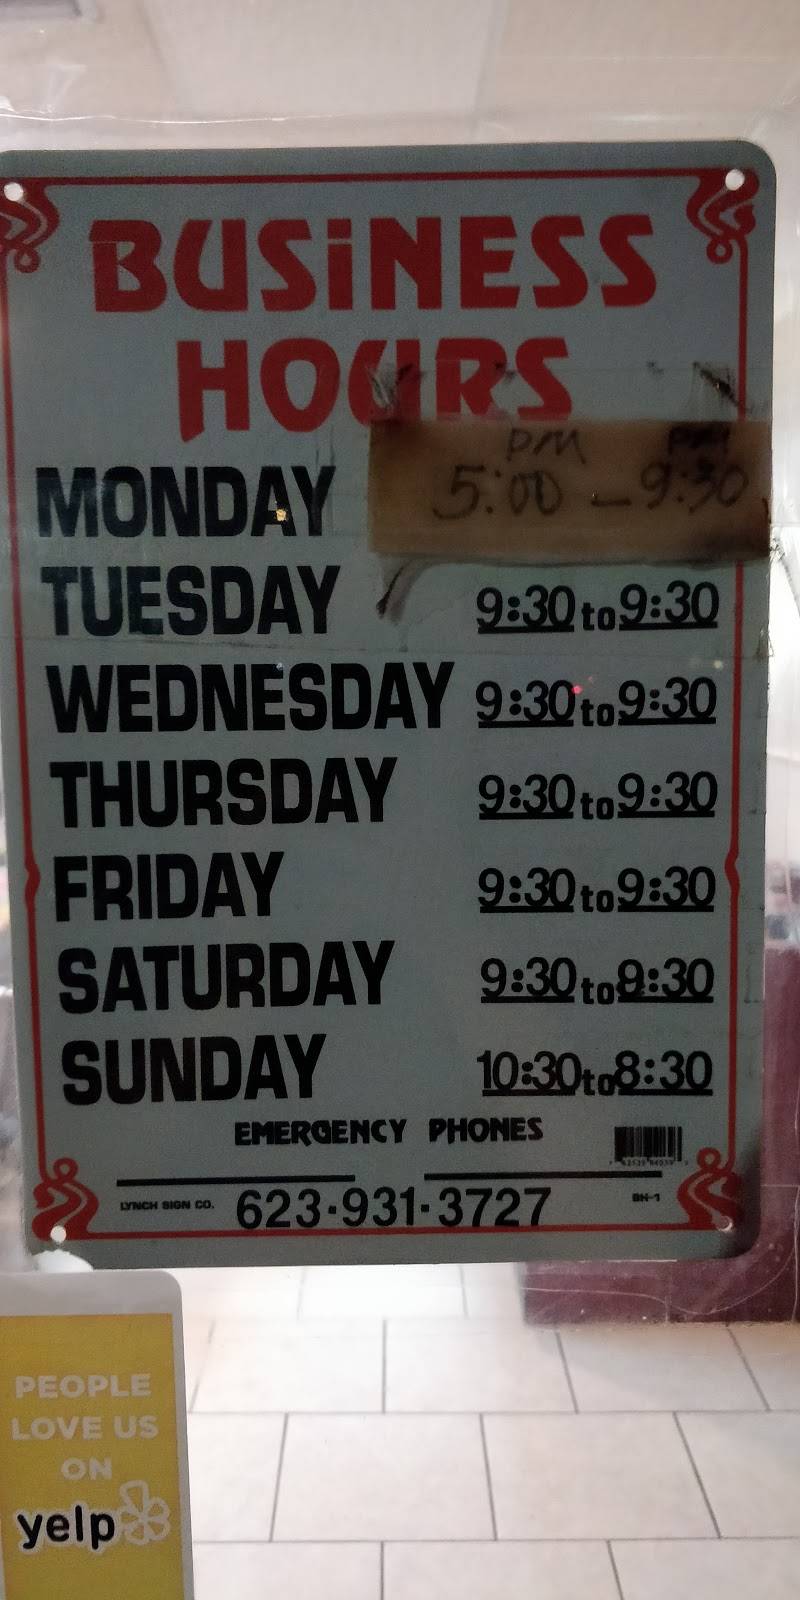 BUSINESS
HOURS
PM PM
MONDAY 5:00 - 9:30
TUESDAY 9:30 to 9:30
WEDNESDAY 9:30 to 9:30
THURSDAY 9:30 to 9:30
FRIDAY 9:30 to 9:30
SATURDAY 9:30 to 9:30
SUNDAY 10:30 to 8:30
EMERGENCY PHONES
LYNCH SIGN CO. 623-931-3727 BH-1
PEOPLE
LOVE US
ON
yelp